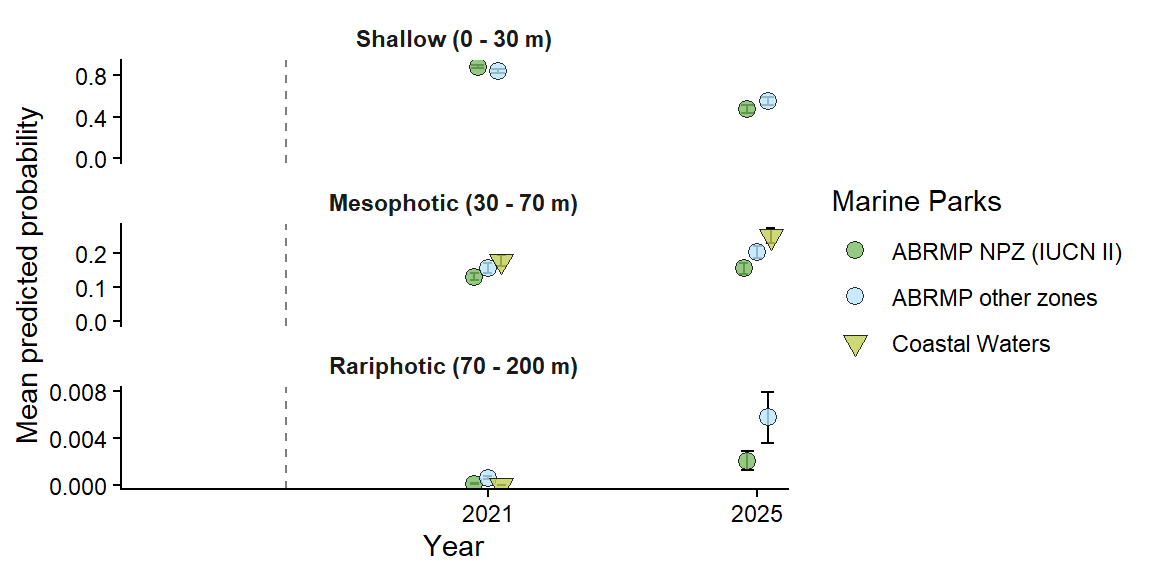 Shallow (0 - 30 m)
0.8
0.4
0.0
Mean predicted probability
Mesophotic (30 - 70 m)
0.2
0.1
0.0
Rariphotic (70 - 200 m)
0.008
0.004
0.000
2021
2025
Year
Marine Parks
ABRMP NPZ (IUCN II)
ABRMP other zones
Coastal Waters